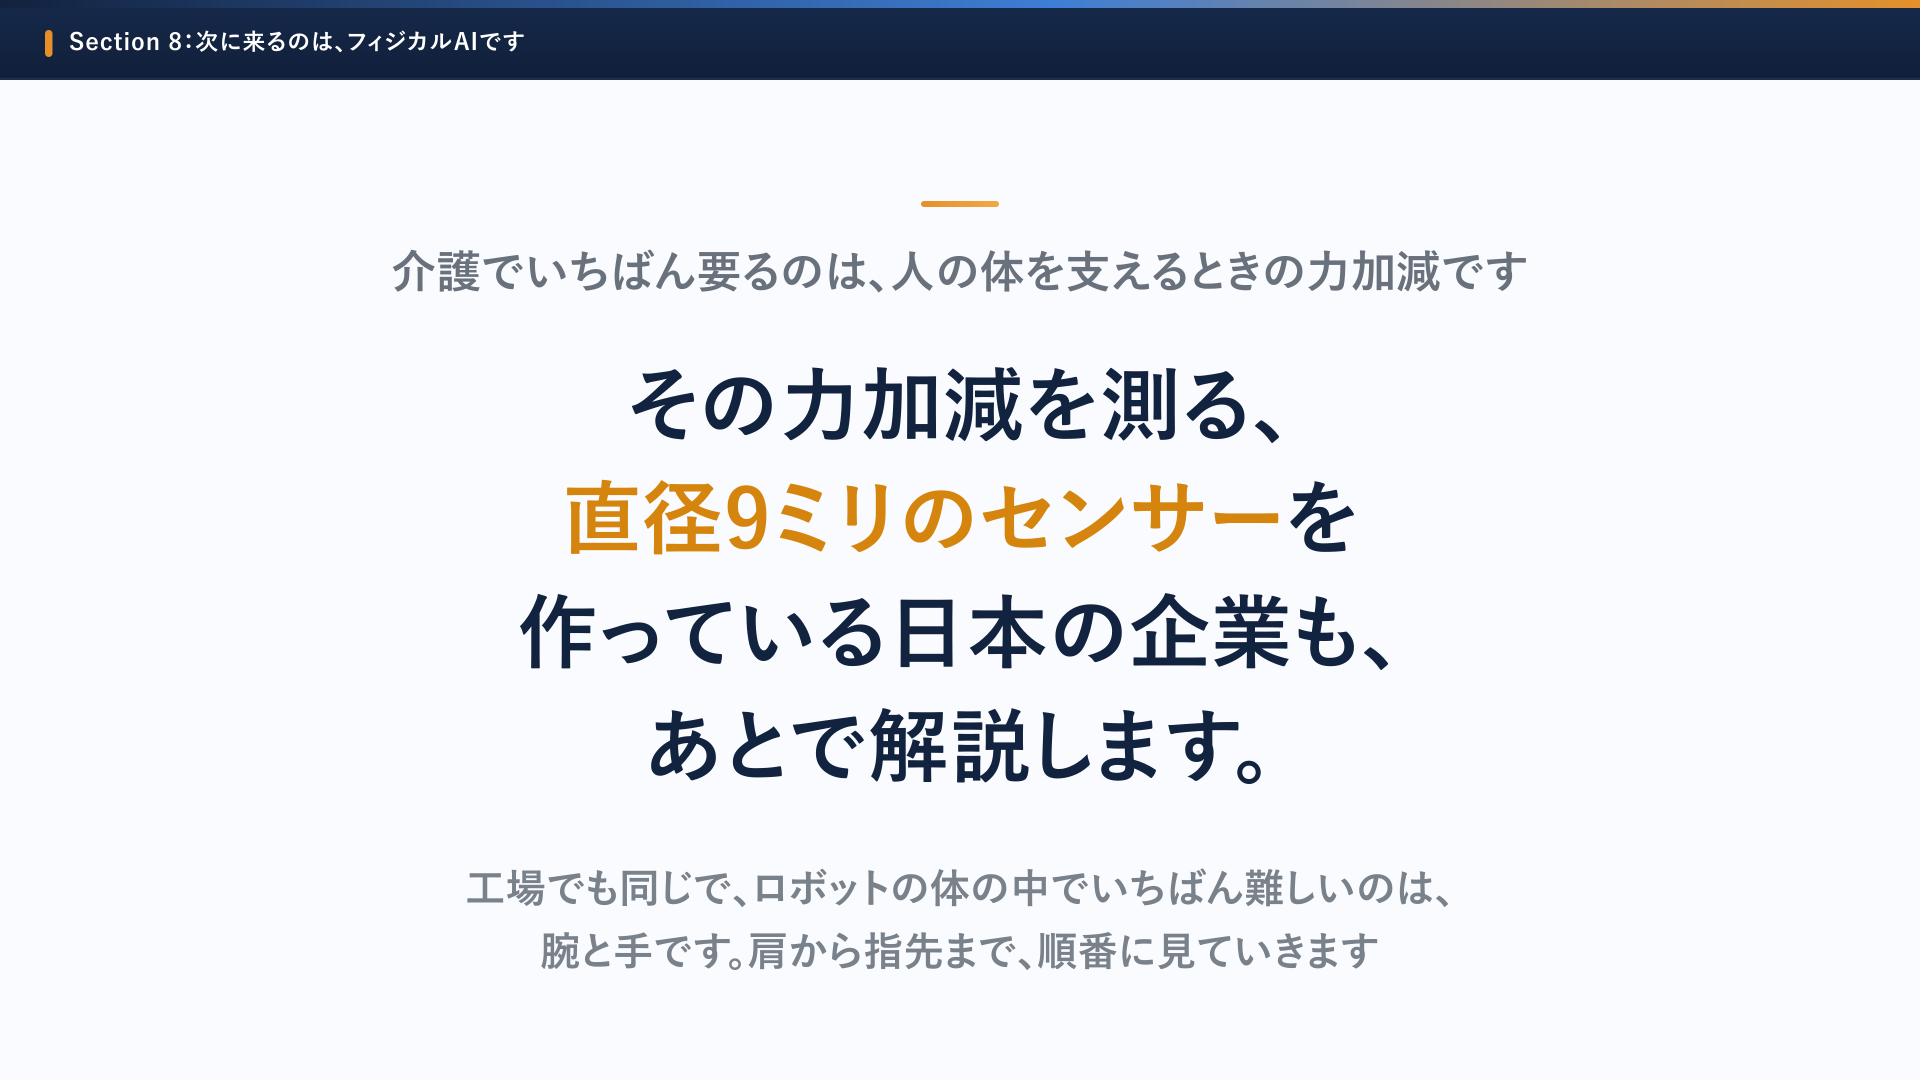 Section 8：次に来るのは、フィジカルAIです
介護でいちばん要るのは、人の体を支えるときの力加減です
その力加減を測る、
直径9ミリのセンサーを
作っている日本の企業も、
あとで解説します。
工場でも同じで、ロボットの体の中でいちばん難しいのは、
腕と手です。肩から指先まで、順番に見ていきます